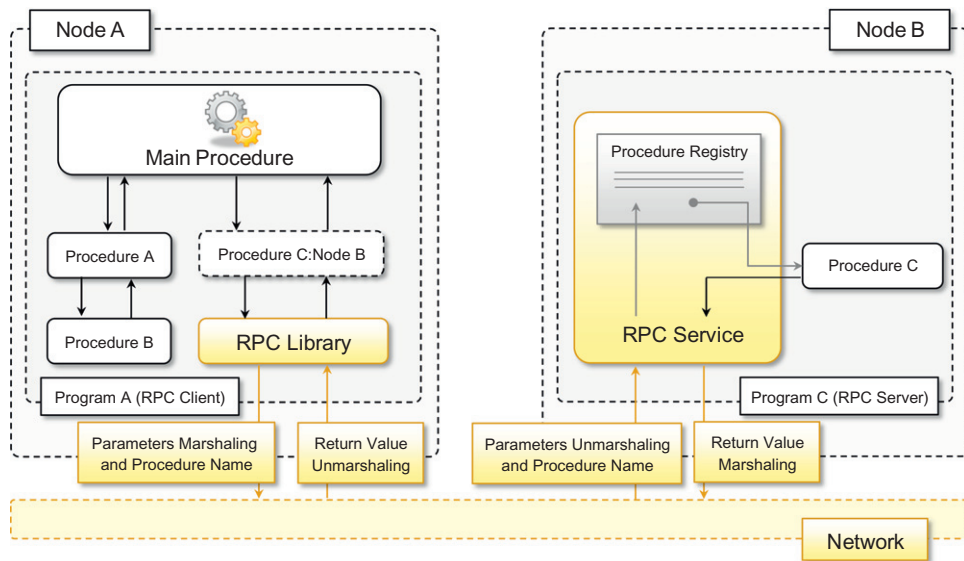 Node A
Node B
Main Procedure
Procedure Registry
Procedure A
Procedure C:Node B
Procedure C
Procedure B
RPC Library
RPC Service
Program A (RPC Client)
Program C (RPC Server)
Parameters Marshaling
and Procedure Name
Return Value
Unmarshaling
Parameters Unmarshaling
and Procedure Name
Return Value
Marshaling
Network